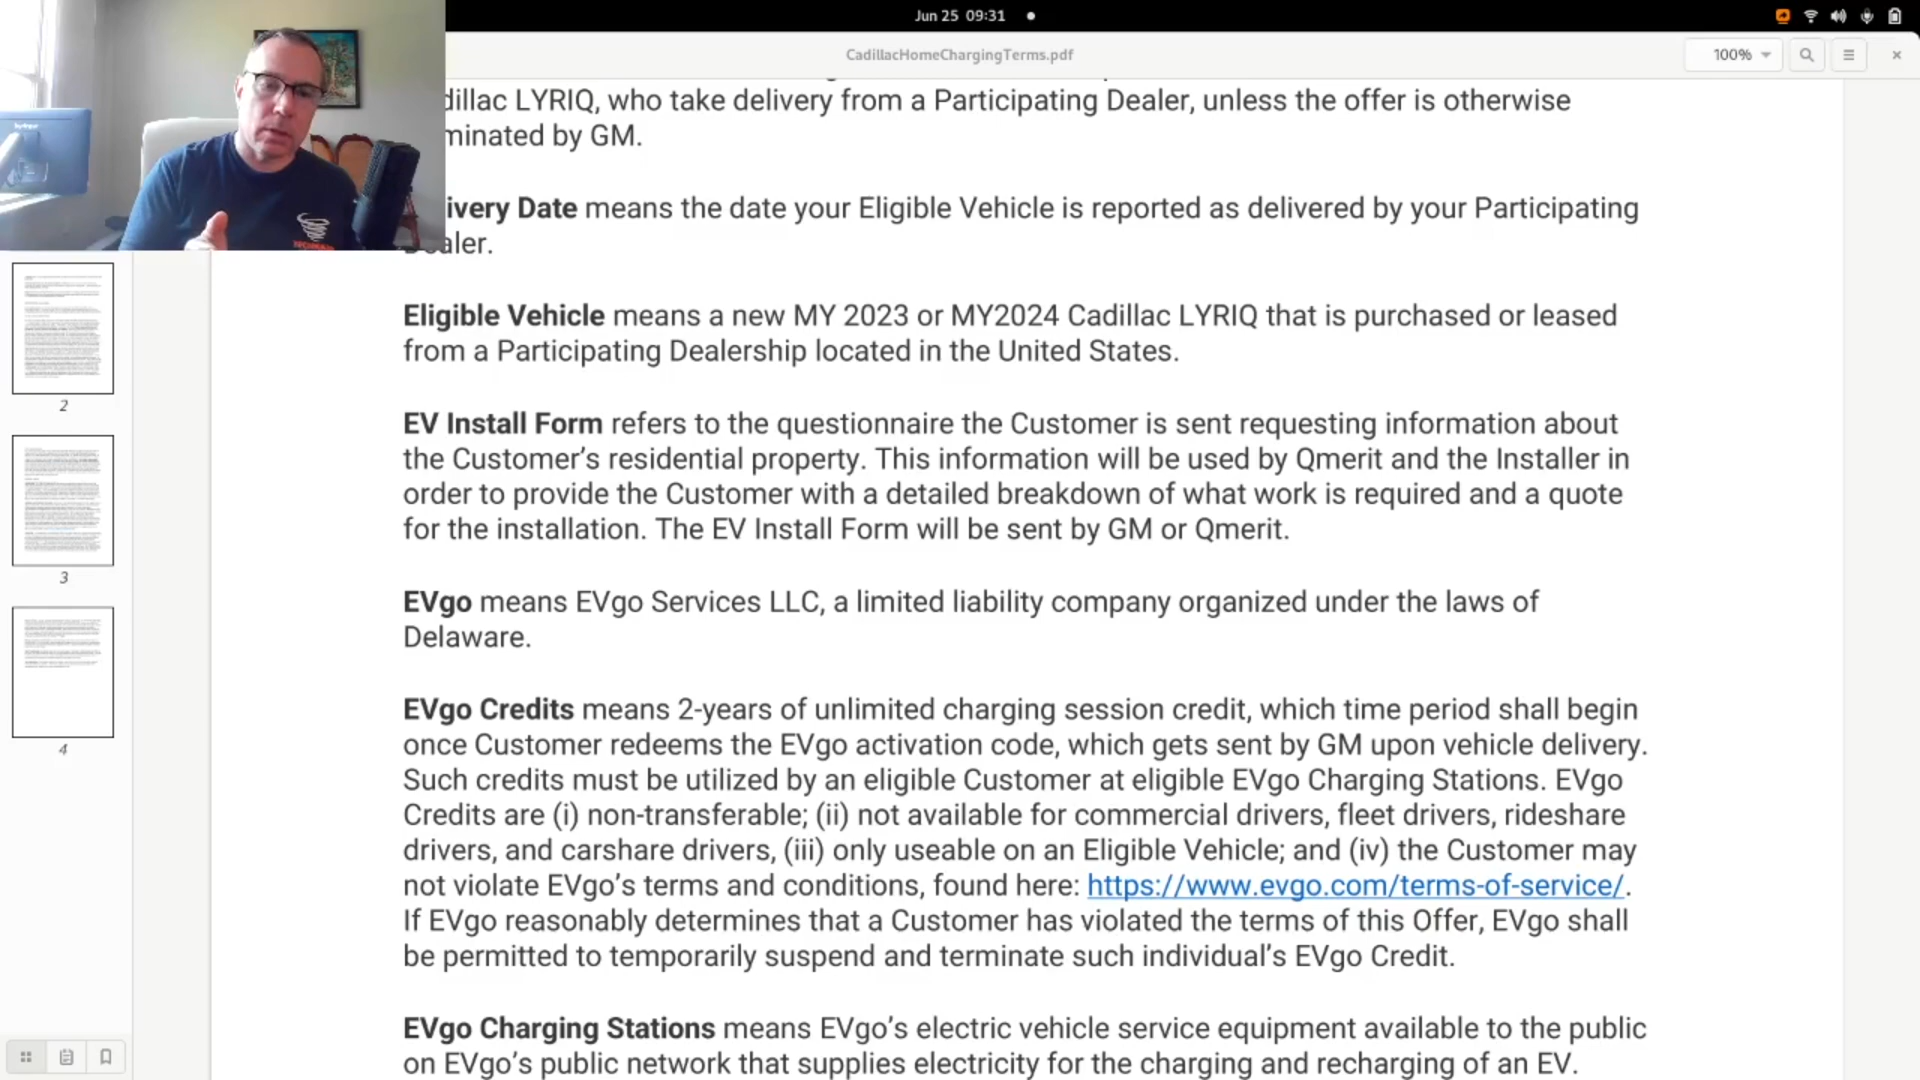 Jun 25 09:31
CadillacHomeChargingTerms.pdf
100%
dillac LYRIQ, who take delivery from a Participating Dealer, unless the offer is otherwise
minated by GM.
ivery Date means the date your Eligible Vehicle is reported as delivered by your Participating
Dealer.
Eligible Vehicle means a new MY 2023 or MY2024 Cadillac LYRIQ that is purchased or leased
from a Participating Dealership located in the United States.
EV Install Form refers to the questionnaire the Customer is sent requesting information about
the Customer’s residential property. This information will be used by Qmerit and the Installer in
order to provide the Customer with a detailed breakdown of what work is required and a quote
for the installation. The EV Install Form will be sent by GM or Qmerit.
EVgo means EVgo Services LLC, a limited liability company organized under the laws of
Delaware.
EVgo Credits means 2-years of unlimited charging session credit, which time period shall begin
once Customer redeems the EVgo activation code, which gets sent by GM upon vehicle delivery.
Such credits must be utilized by an eligible Customer at eligible EVgo Charging Stations. EVgo
Credits are (i) non-transferable; (ii) not available for commercial drivers, fleet drivers, rideshare
drivers, and carshare drivers, (iii) only useable on an Eligible Vehicle; and (iv) the Customer may
not violate EVgo’s terms and conditions, found here: https://www.evgo.com/terms-of-service/.
If EVgo reasonably determines that a Customer has violated the terms of this Offer, EVgo shall
be permitted to temporarily suspend and terminate such individual’s EVgo Credit.
EVgo Charging Stations means EVgo’s electric vehicle service equipment available to the public
on EVgo’s public network that supplies electricity for the charging and recharging of an EV.
2
3
4